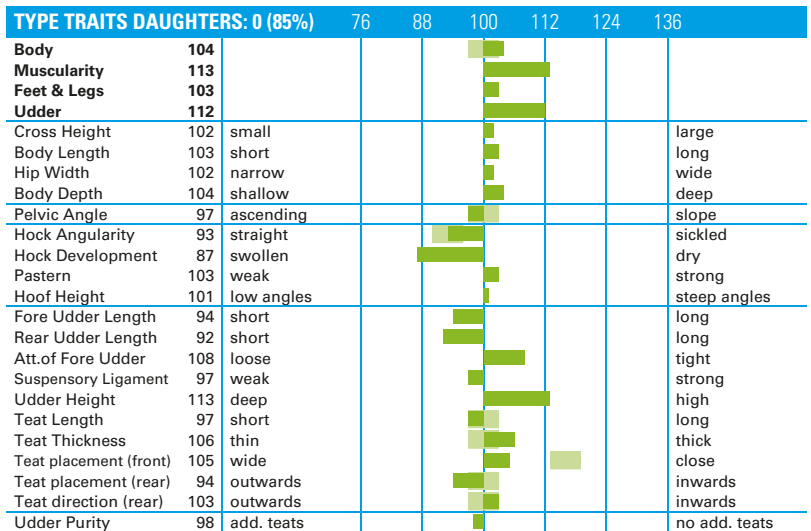 TYPE TRAITS DAUGHTERS: 0 (85%) 76 88 100 112 124 136
Body 104
Muscularity 113
Feet & Legs 103
Udder 112
Cross Height 102 small large
Body Length 103 short long
Hip Width 102 narrow wide
Body Depth 104 shallow deep
Pelvic Angle 97 ascending slope
Hock Angularity 93 straight sickled
Hock Development 87 swollen dry
Pastern 103 weak strong
Hoof Height 101 low angles steep angles
Fore Udder Length 94 short long
Rear Udder Length 92 short long
Att.of Fore Udder 108 loose tight
Suspensory Ligament 97 weak strong
Udder Height 113 deep high
Teat Length 97 short long
Teat Thickness 106 thin thick
Teat placement (front) 105 wide close
Teat placement (rear) 94 outwards inwards
Teat direction (rear) 103 outwards inwards
Udder Purity 98 add. teats no add. teats